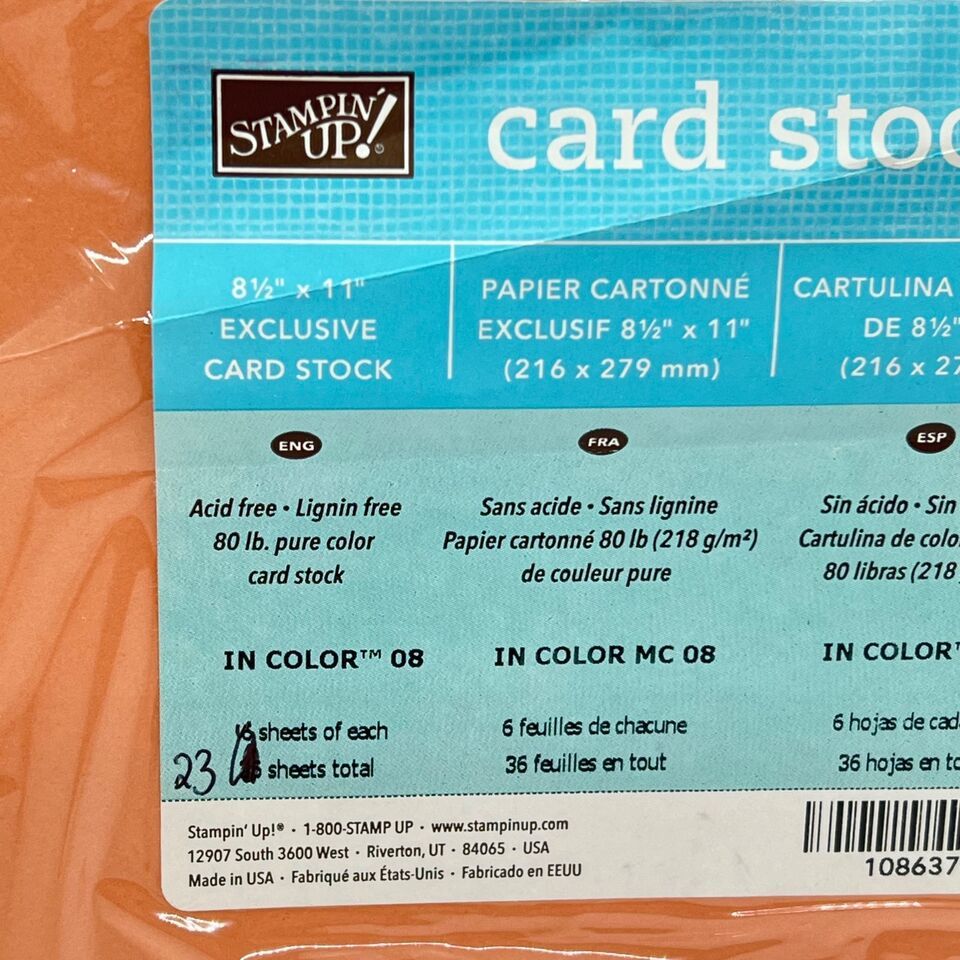 STAMPIN' UP!®
card stoc
8½" x 11"
EXCLUSIVE
CARD STOCK
PAPIER CARTONNÉ
EXCLUSIF 8½" x 11"
(216 x 279 mm)
CARTULINA
DE 8½"
(216 x 27
ENG
Acid free • Lignin free
80 lb. pure color
card stock
IN COLOR™ 08
6 sheets of each
23 sheets total
FRA
Sans acide • Sans lignine
Papier cartonné 80 lb (218 g/m²)
de couleur pure
IN COLOR MC 08
6 feuilles de chacune
36 feuilles en tout
ESP
Sin ácido • Sin
Cartulina de colo
80 libras (218
IN COLOR™
6 hojas de cad
36 hojas en to
Stampin' Up!® • 1-800-STAMP UP • www.stampinup.com
12907 South 3600 West • Riverton, UT • 84065 • USA
Made in USA • Fabriqué aux États-Unis • Fabricado en EEUU
108637